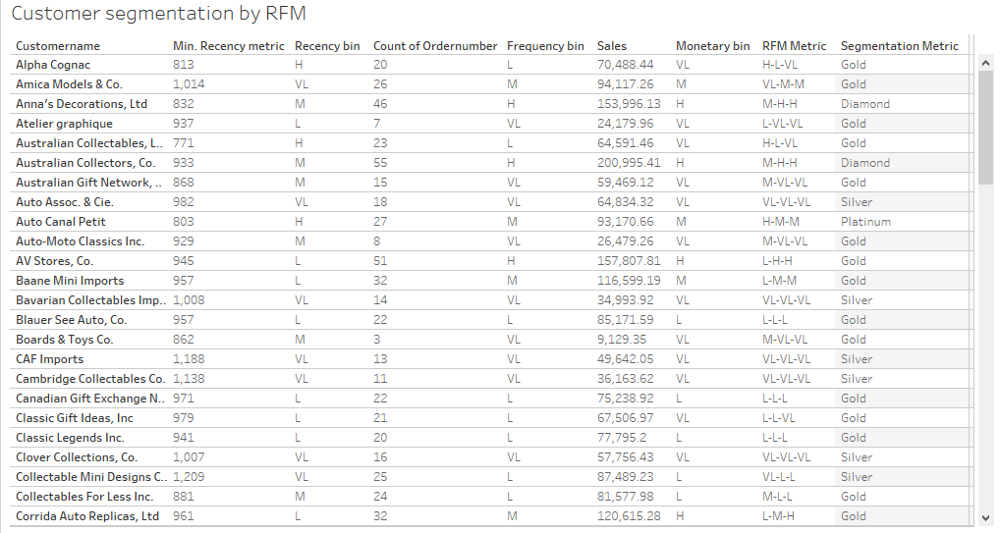 Customer segmentation by RFM
Customername Min. Recency metric Recency bin Count of Ordernumber Frequency bin Sales Monetary bin RFM Metric Segmentation Metric
Alpha Cognac 813 H 20 L 70,488.44 VL H-L-VL Gold
Amica Models & Co. 1,014 VL 26 M 94,117.26 M VL-M-M Gold
Anna's Decorations, Ltd 832 M 46 H 153,996.13 H M-H-H Diamond
Atelier graphique 937 L 7 VL 24,179.96 VL L-VL-VL Gold
Australian Collectables, L.. 771 H 23 L 64,591.46 VL H-L-VL Gold
Australian Collectors, Co. 933 M 55 H 200,995.41 H M-H-H Diamond
Australian Gift Network, .. 868 M 15 VL 59,469.12 VL M-VL-VL Gold
Auto Assoc. & Cie. 982 VL 18 VL 64,834.32 VL VL-VL-VL Silver
Auto Canal Petit 803 H 27 M 93,170.66 M H-M-M Platinum
Auto-Moto Classics Inc. 929 M 8 VL 26,479.26 VL M-VL-VL Gold
AV Stores, Co. 945 L 51 H 157,807.81 H L-H-H Gold
Baane Mini Imports 957 L 32 M 116,599.19 M L-M-M Gold
Bavarian Collectables Imp.. 1,008 VL 14 VL 34,993.92 VL VL-VL-VL Silver
Blauer See Auto, Co. 957 L 22 L 85,171.59 L L-L-L Gold
Boards & Toys Co. 862 M 3 VL 9,129.35 VL M-VL-VL Gold
CAF Imports 1,188 VL 13 VL 49,642.05 VL VL-VL-VL Silver
Cambridge Collectables Co. 1,138 VL 11 VL 36,163.62 VL VL-VL-VL Silver
Canadian Gift Exchange N.. 971 L 22 L 75,238.92 L L-L-L Gold
Classic Gift Ideas, Inc 979 L 21 L 67,506.97 VL L-L-VL Gold
Classic Legends Inc. 941 L 20 L 77,795.2 L L-L-L Gold
Clover Collections, Co. 1,007 VL 16 VL 57,756.43 VL VL-VL-VL Silver
Collectable Mini Designs C.. 1,209 VL 25 L 87,489.23 L VL-L-L Silver
Collectables For Less Inc. 881 M 24 L 81,577.98 L M-L-L Gold
Corrida Auto Replicas, Ltd 961 L 32 M 120,615.28 H L-M-H Gold